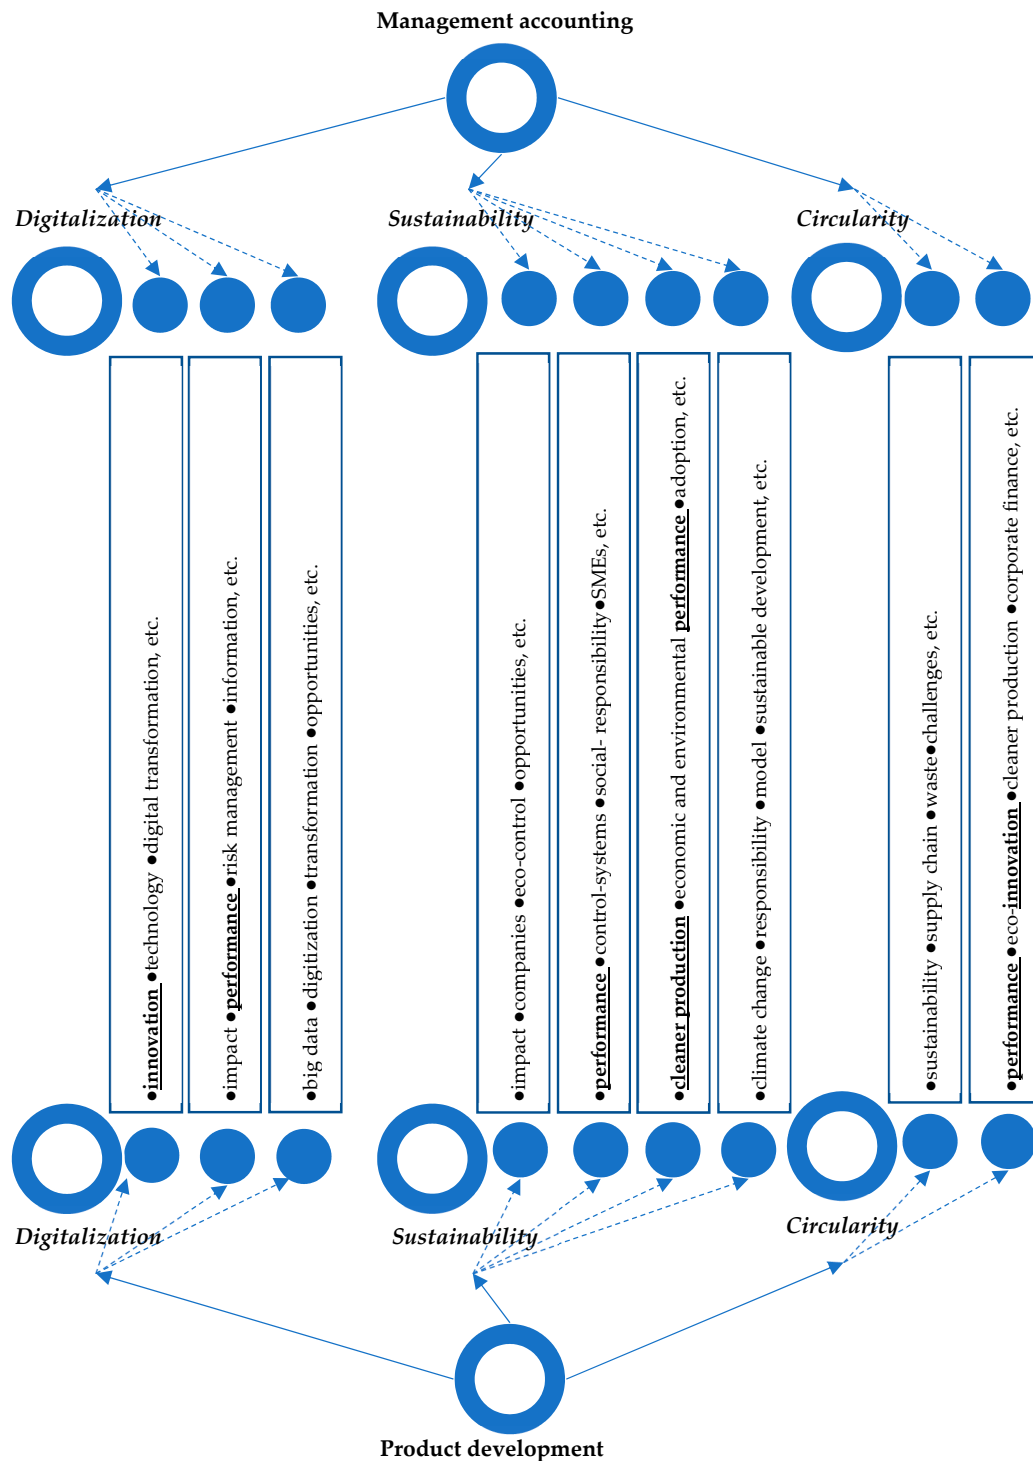 Management accounting
Digitalization
Sustainability
Circularity
●innovation ●technology ●digital transformation, etc.
●impact ●performance ●risk management ●information, etc.
●big data ●digitization ●transformation ●opportunities, etc.
●impact ●companies ●eco-control ●opportunities, etc.
●performance ●control-systems ●social- responsibility●SMEs, etc.
●cleaner production ●economic and environmental performance ●adoption, etc.
●climate change ●responsibility ●model ●sustainable development, etc.
●sustainability ●supply chain ●waste●challenges, etc.
●performance ●eco-innovation ●cleaner production ●corporate finance, etc.
Digitalization
Sustainability
Circularity
Product development